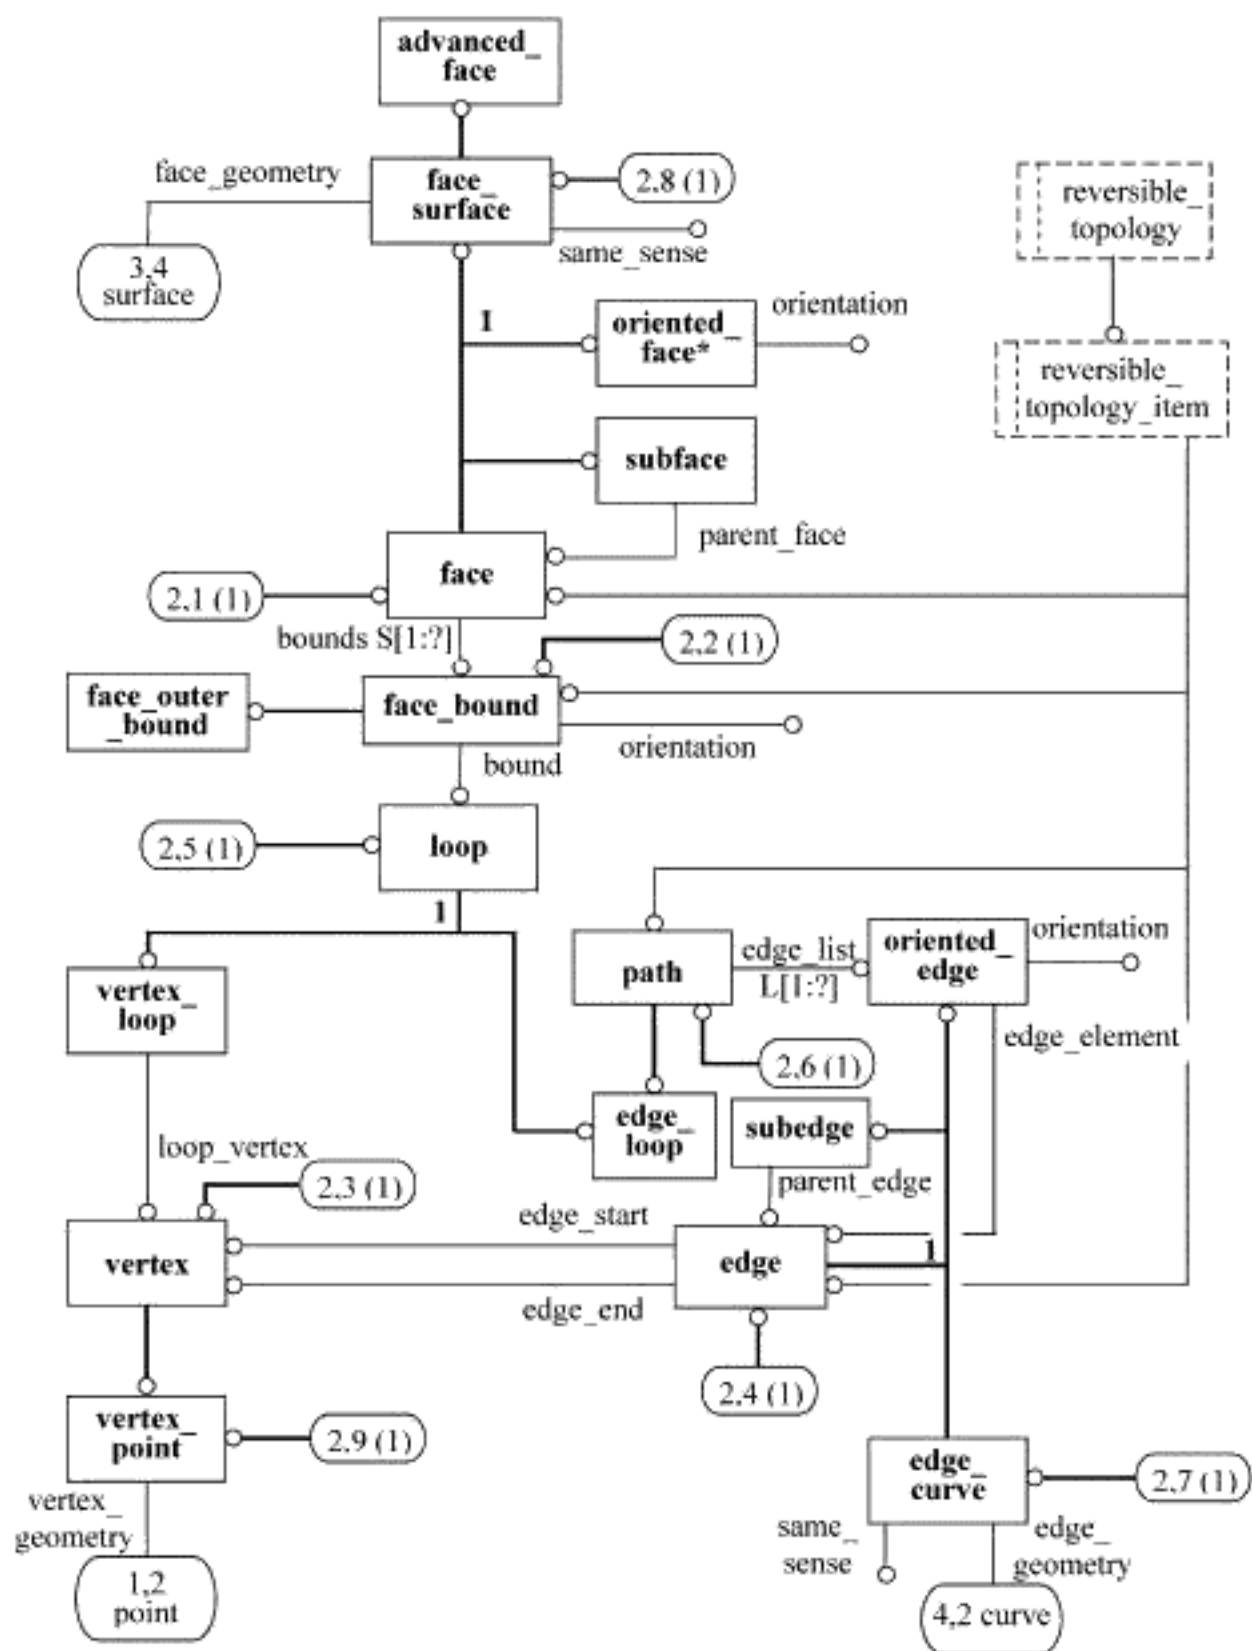 advanced_
face
face_geometry
face_
surface
2,8 (1)
same_sense
3,4
surface
reversible_
topology
I
oriented_
face*
orientation
reversible_
topology_item
subface
parent_face
face
2,1 (1)
bounds S[1:?]
2,2 (1)
face_outer
_bound
face_bound
orientation
bound
2,5 (1)
loop
1
vertex_
loop
path
edge_list
L[1:?]
oriented_
edge
orientation
edge_element
2,6 (1)
edge_
loop
subedge
loop_vertex
2,3 (1)
parent_edge
edge_start
vertex
edge
1
edge_end
2,4 (1)
vertex_
point
2,9 (1)
edge_
curve
2,7 (1)
vertex_
geometry
same_
sense
edge_
geometry
1,2
point
4,2 curve